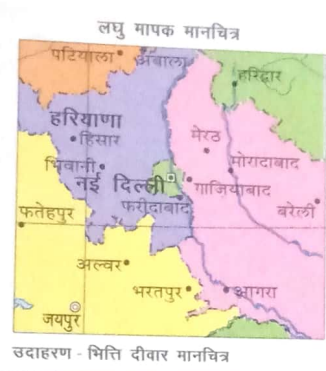 लघु मापक मानचित्र
पटियाला
अंबाला
हरिद्वार
हरियाणा
हिसार
मेरठ
भिवानी
मोरादाबाद
नई दिल्ली
गाजियाबाद
फतेहपुर
फरीदाबाद
बरेली
अल्वर
भरतपुर
आगरा
जयपुर
उदाहरण - भित्ति दीवार मानचित्र